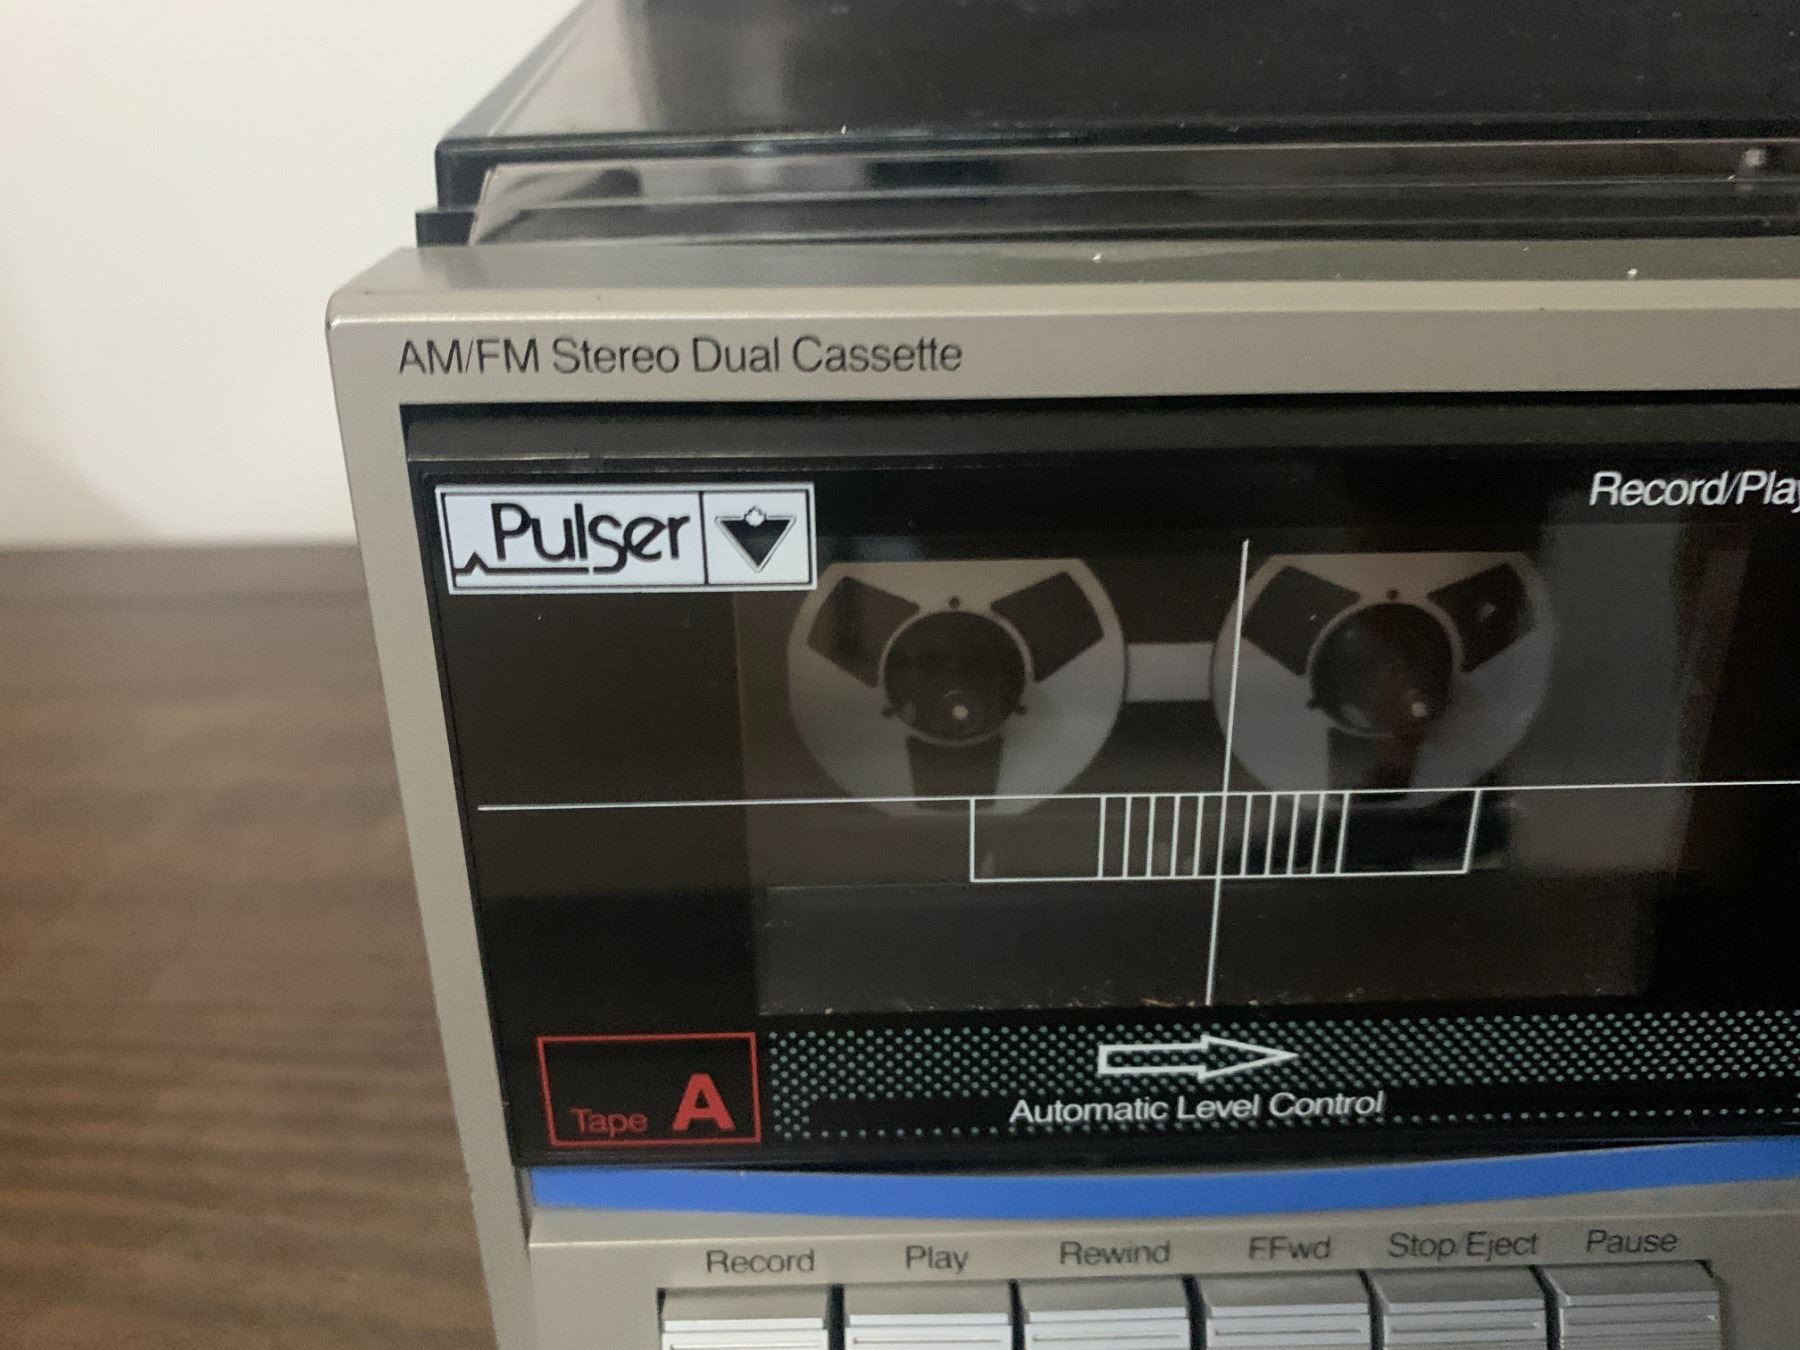 AM/FM Stereo Dual Cassette
Pulser
Record/Play
Tape A
Automatic Level Control
Record Play Rewind FFwd Stop/Eject Pause